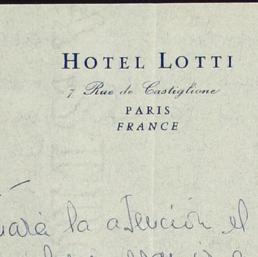 HOTEL LOTTI
7 Rue de Castiglione
PARIS
FRANCE
la atención el